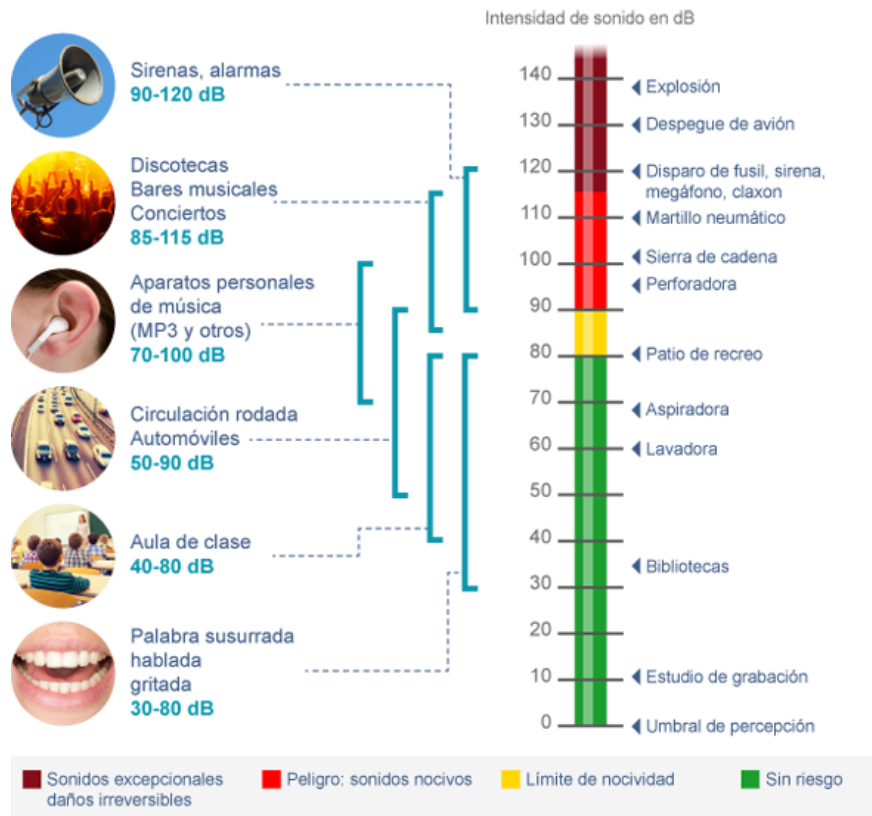 Intensidad de sonido en dB
Sirenas, alarmas
90-120 dB
Discotecas
Bares musicales
Conciertos
85-115 dB
Aparatos personales
de música
(MP3 y otros)
70-100 dB
Circulación rodada
Automóviles
50-90 dB
Aula de clase
40-80 dB
Palabra susurrada
hablada
gritada
30-80 dB
140
130
120
110
100
90
80
70
60
50
40
30
20
10
0
Explosión
Despegue de avión
Disparo de fusil, sirena,
megáfono, claxon
Martillo neumático
Sierra de cadena
Perforadora
Patio de recreo
Aspiradora
Lavadora
Bibliotecas
Estudio de grabación
Umbral de percepción
Sonidos excepcionales
daños irreversibles
Peligro: sonidos nocivos
Límite de nocividad
Sin riesgo